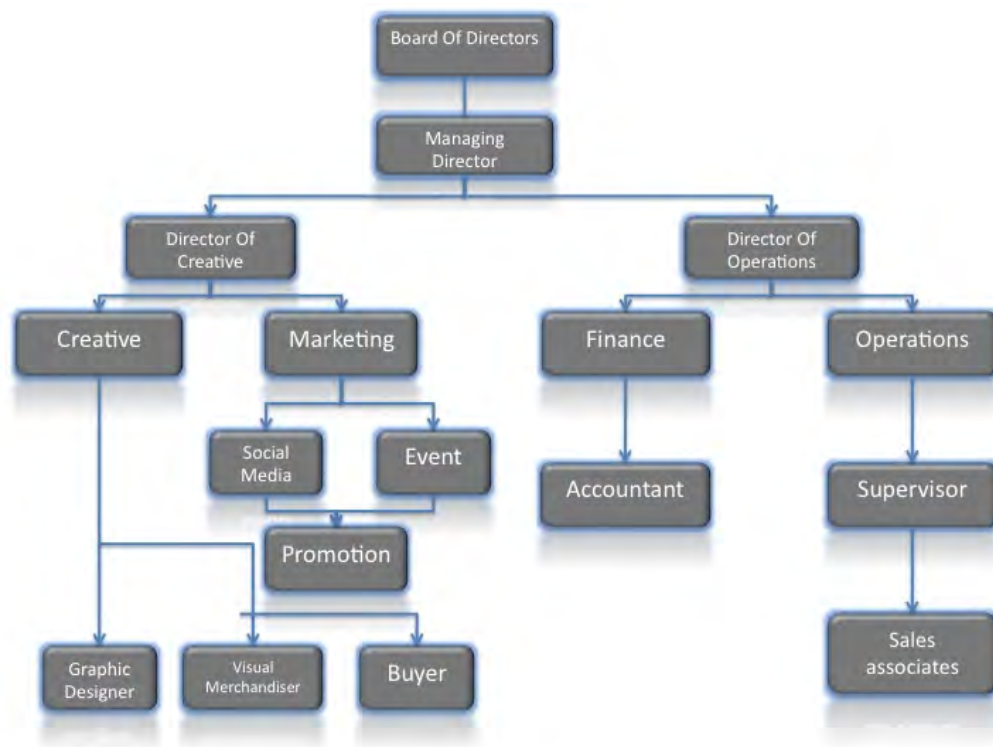 Board Of Directors
Managing
Director
Director Of
Creative
Director Of
Operations
Creative
Marketing
Finance
Operations
Social
Media
Event
Accountant
Supervisor
Promotion
Graphic
Designer
Visual
Merchandiser
Buyer
Sales
associates